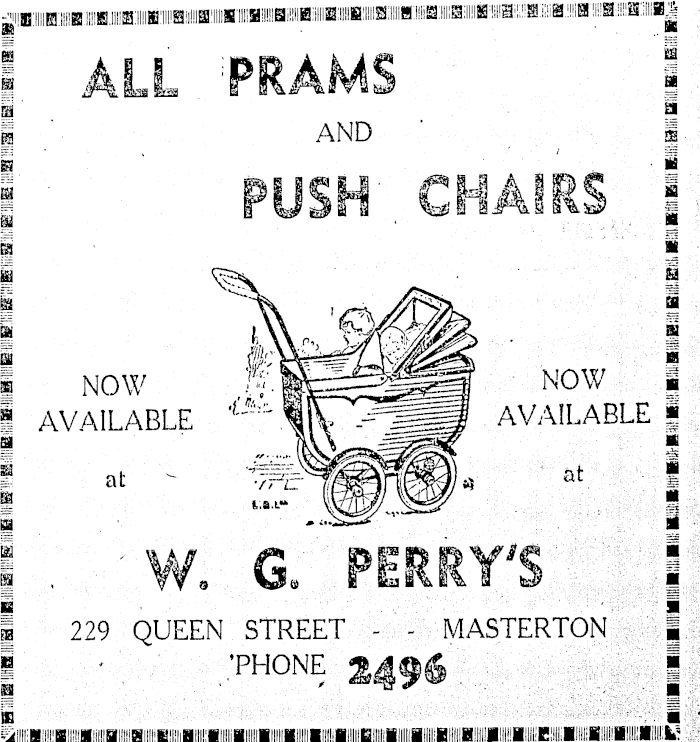 ALL PRAMS
AND
PUSH CHAIRS
NOW
AVAILABLE
at
NOW
AVAILABLE
at
W. G. PERRY'S
229 QUEEN STREET - - MASTERTON
'PHONE 2496